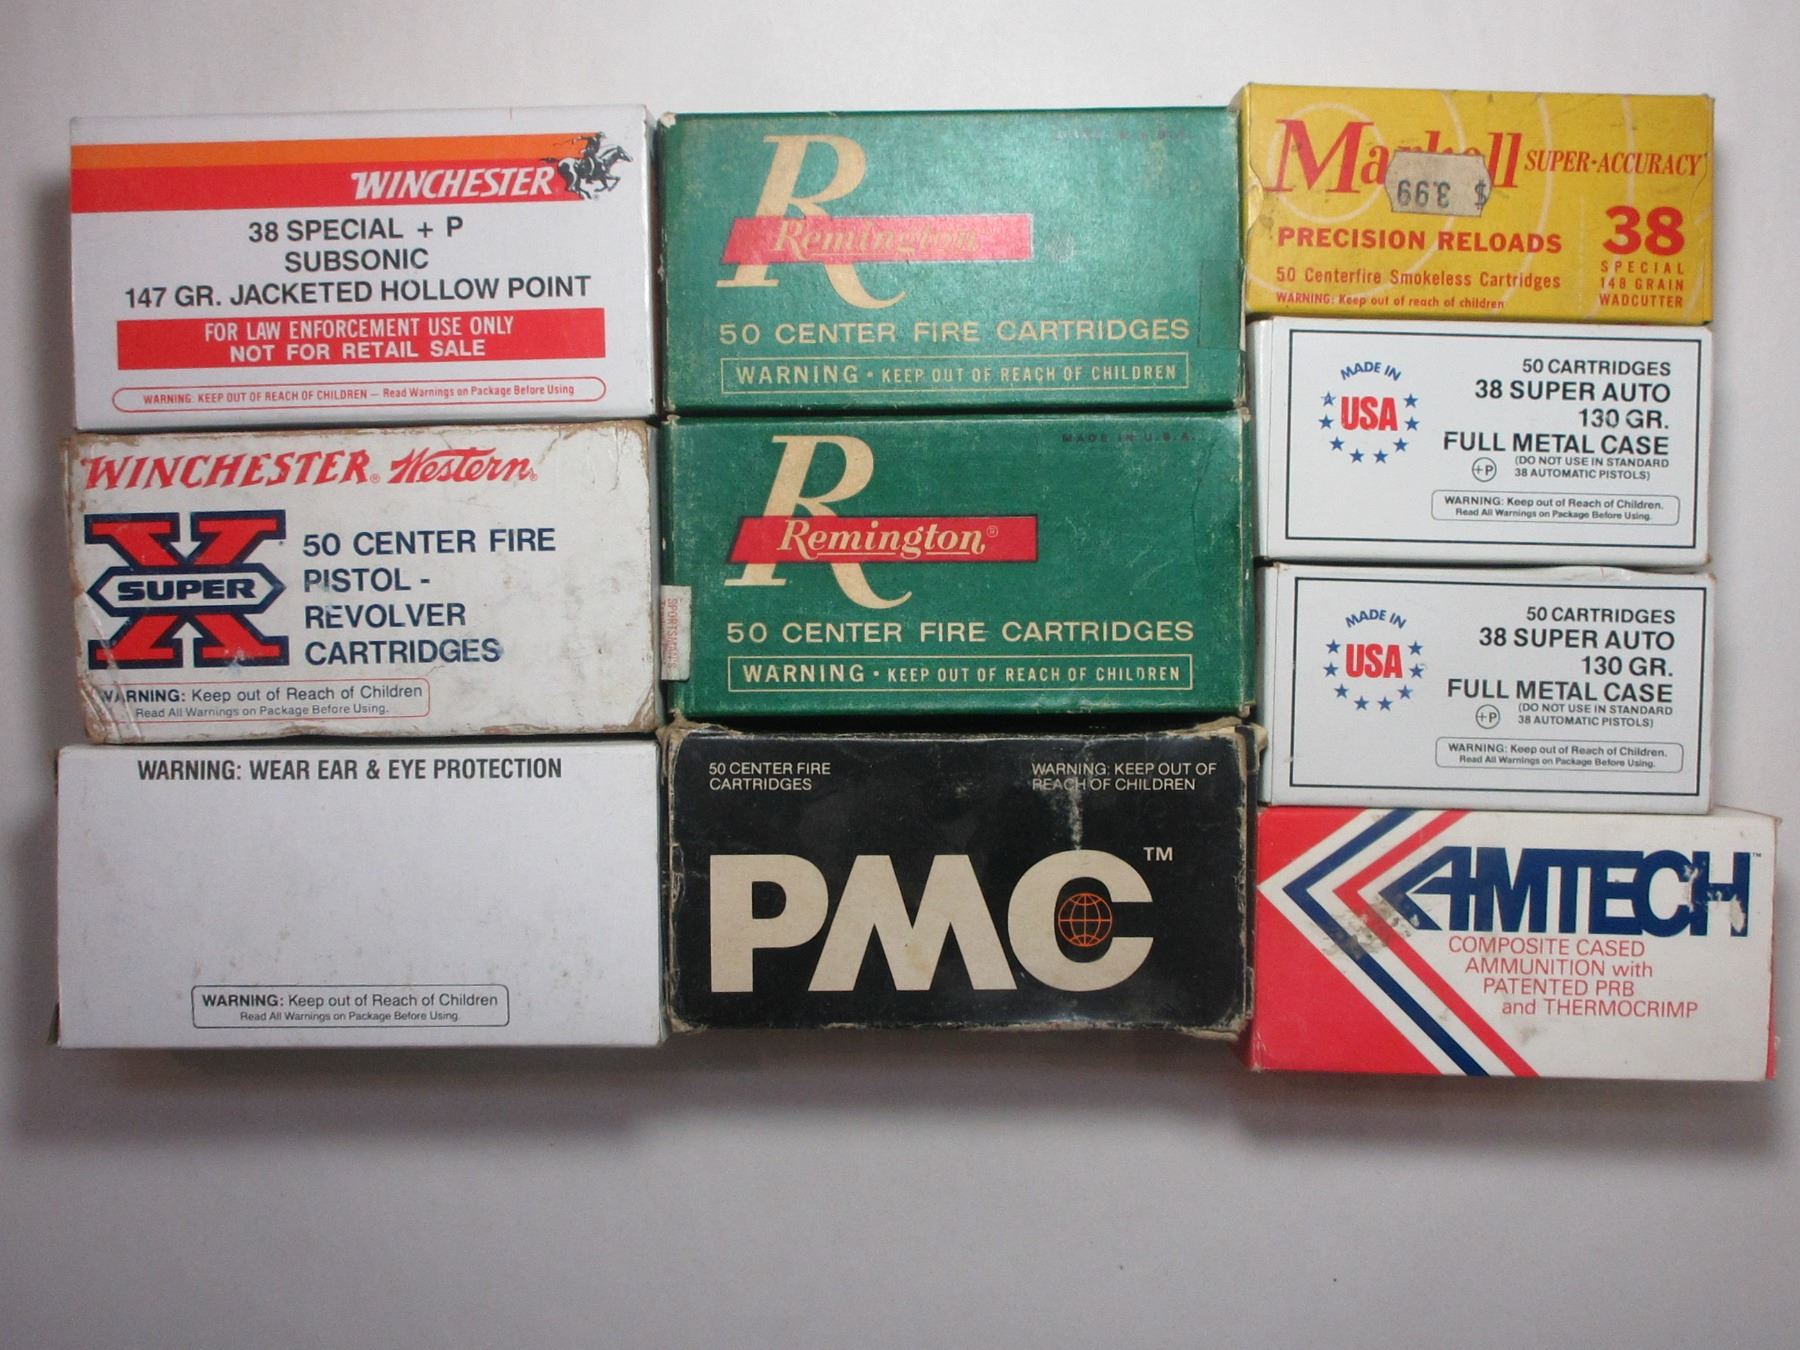 WINCHESTER
38 SPECIAL + P
SUBSONIC
147 GR. JACKETED HOLLOW POINT
FOR LAW ENFORCEMENT USE ONLY
NOT FOR RETAIL SALE
WARNING: KEEP OUT OF REACH OF CHILDREN — Read Warnings on Package Before Using
WINCHESTER® Western®
SUPER X
50 CENTER FIRE
PISTOL -
REVOLVER
CARTRIDGES
WARNING: Keep out of Reach of Children
Read All Warnings on Package Before Using.
WARNING: WEAR EAR & EYE PROTECTION
WARNING: Keep out of Reach of Children
Read All Warnings on Package Before Using.
R
Remington
50 CENTER FIRE CARTRIDGES
WARNING • KEEP OUT OF REACH OF CHILDREN
MADE IN U.S.A.
R
Remington®
SPORTSMAN'S
50 CENTER FIRE CARTRIDGES
WARNING • KEEP OUT OF REACH OF CHILDREN
50 CENTER FIRE
CARTRIDGES
WARNING: KEEP OUT OF
REACH OF CHILDREN
PMC™
SUPER-ACCURACY
$ 3.99
PRECISION RELOADS
38
SPECIAL
148 GRAIN
WADCUTTER
50 Centerfire Smokeless Cartridges
WARNING: Keep out of reach of children
MADE IN
USA
50 CARTRIDGES
38 SUPER AUTO
130 GR.
FULL METAL CASE
+P (DO NOT USE IN STANDARD
38 AUTOMATIC PISTOLS)
WARNING: Keep out of Reach of Children.
Read All Warnings on Package Before Using.
MADE IN
USA
50 CARTRIDGES
38 SUPER AUTO
130 GR.
FULL METAL CASE
+P (DO NOT USE IN STANDARD
38 AUTOMATIC PISTOLS)
WARNING: Keep out of Reach of Children.
Read All Warnings on Package Before Using.
AMTECH™
COMPOSITE CASED
AMMUNITION with
PATENTED PRB
and THERMOCRIMP